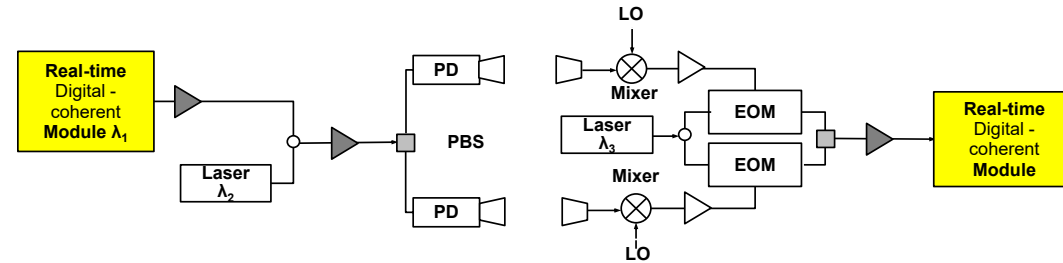 Real-time
Digital -
coherent
Module λ1
Laser
λ2
PD
PBS
PD
LO
Mixer
EOM
Laser
λ3
EOM
Mixer
LO
Real-time
Digital -
coherent
Module